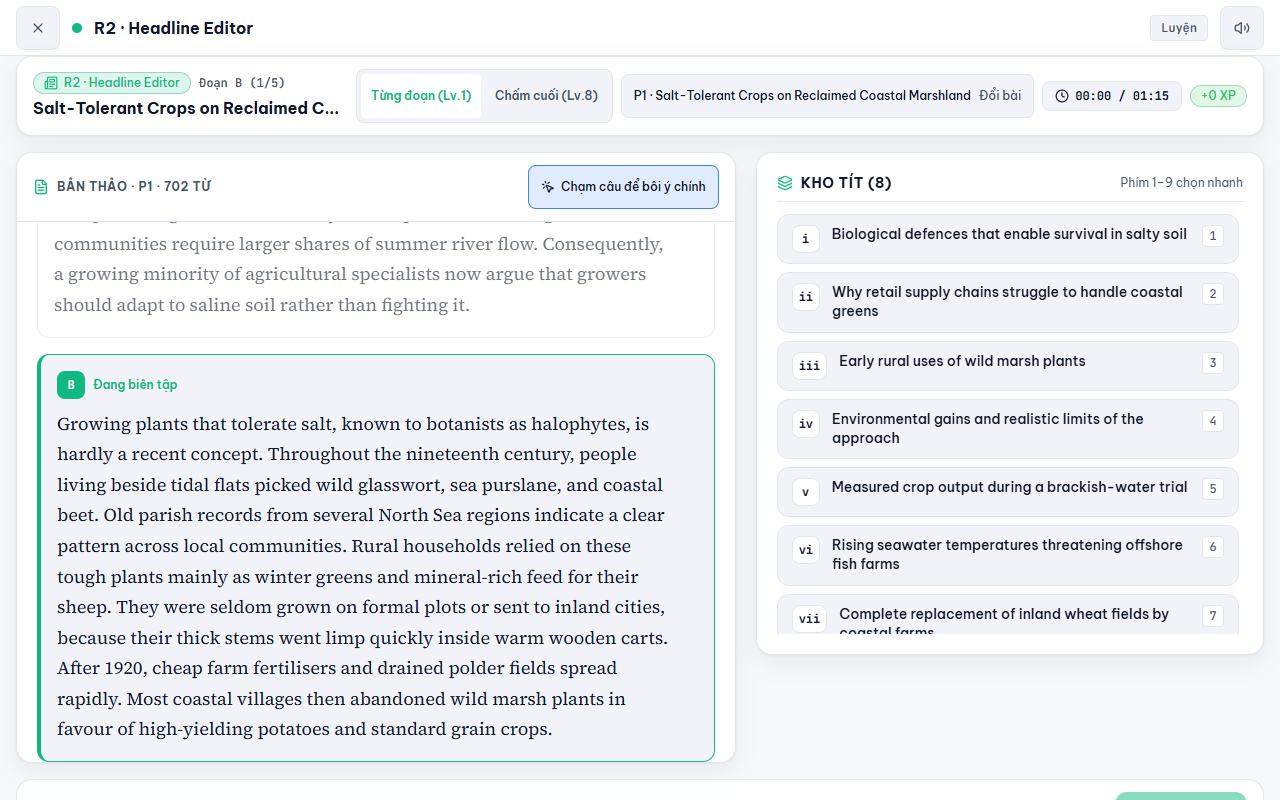 R2 · Headline Editor
Luyện
R2 · Headline Editor
Đoạn B (1/5)
Salt-Tolerant Crops on Reclaimed C...
Từng đoạn (Lv.1)
Chấm cuối (Lv.8)
P1 · Salt-Tolerant Crops on Reclaimed Coastal Marshland
Đổi bài
00:00 / 01:15
+0 XP
BẢN THẢO · P1 · 702 TỪ
Chạm câu để bôi ý chính
communities require larger shares of summer river flow. Consequently,
a growing minority of agricultural specialists now argue that growers
should adapt to saline soil rather than fighting it.
B
Đang biên tập
Growing plants that tolerate salt, known to botanists as halophytes, is
hardly a recent concept. Throughout the nineteenth century, people
living beside tidal flats picked wild glasswort, sea purslane, and coastal
beet. Old parish records from several North Sea regions indicate a clear
pattern across local communities. Rural households relied on these
tough plants mainly as winter greens and mineral-rich feed for their
sheep. They were seldom grown on formal plots or sent to inland cities,
because their thick stems went limp quickly inside warm wooden carts.
After 1920, cheap farm fertilisers and drained polder fields spread
rapidly. Most coastal villages then abandoned wild marsh plants in
favour of high-yielding potatoes and standard grain crops.
KHO TÍT (8)
Phím 1–9 chọn nhanh
i
Biological defences that enable survival in salty soil
1
ii
Why retail supply chains struggle to handle coastal
greens
2
iii
Early rural uses of wild marsh plants
3
iv
Environmental gains and realistic limits of the
approach
4
v
Measured crop output during a brackish-water trial
5
vi
Rising seawater temperatures threatening offshore
fish farms
6
vii
Complete replacement of inland wheat fields by
coastal farms
7